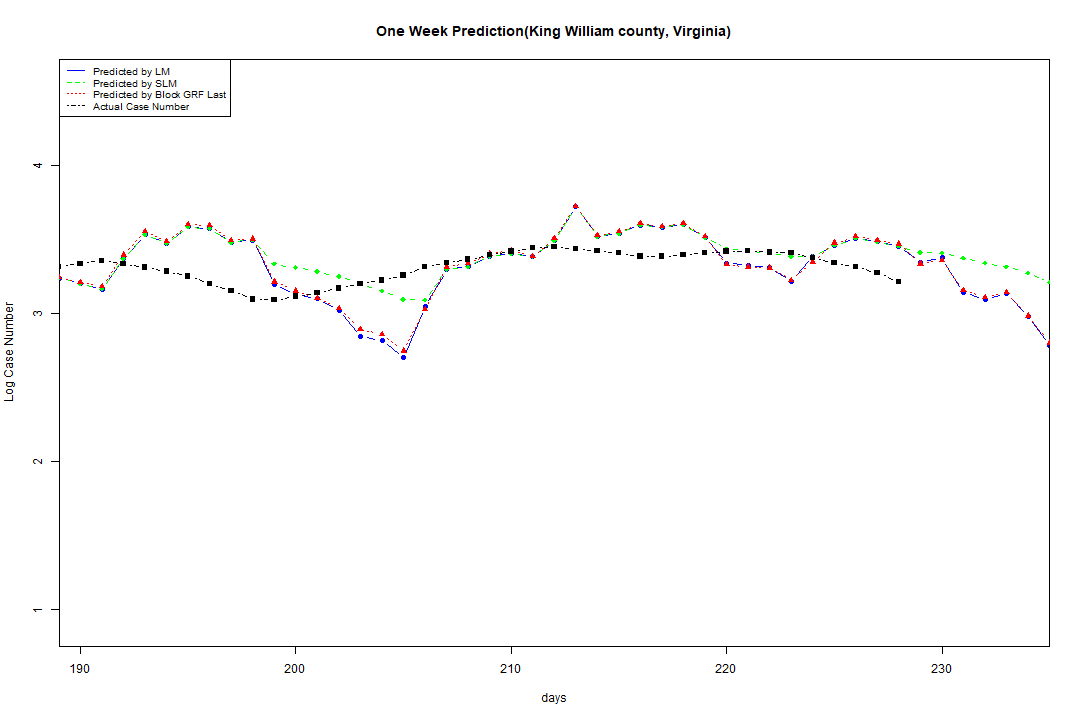 One Week Prediction(King William county, Virginia)
Predicted by LM
Predicted by SLM
Predicted by Block GRF Last
Actual Case Number
4
3
2
1
Log Case Number
190 200 210 220 230
days